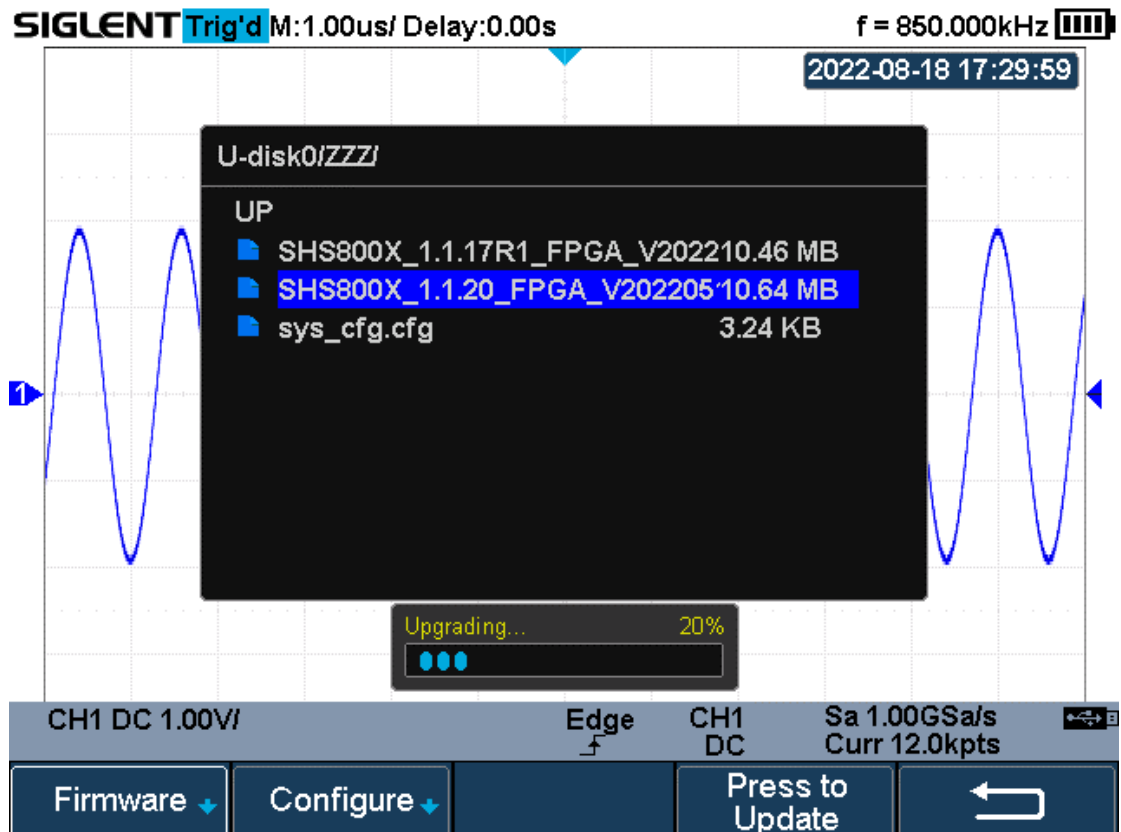 SIGLENT Trig'd M:1.00us/ Delay:0.00s f = 850.000kHz
2022-08-18 17:29:59
U-disk0/ZZZ/
UP
SHS800X_1.1.17R1_FPGA_V202210.46 MB
SHS800X_1.1.20_FPGA_V202205'10.64 MB
sys_cfg.cfg 3.24 KB
1
Upgrading... 20%
CH1 DC 1.00V/ Edge CH1 Sa 1.00GSa/s
DC Curr 12.0kpts
Firmware Configure Press to
Update